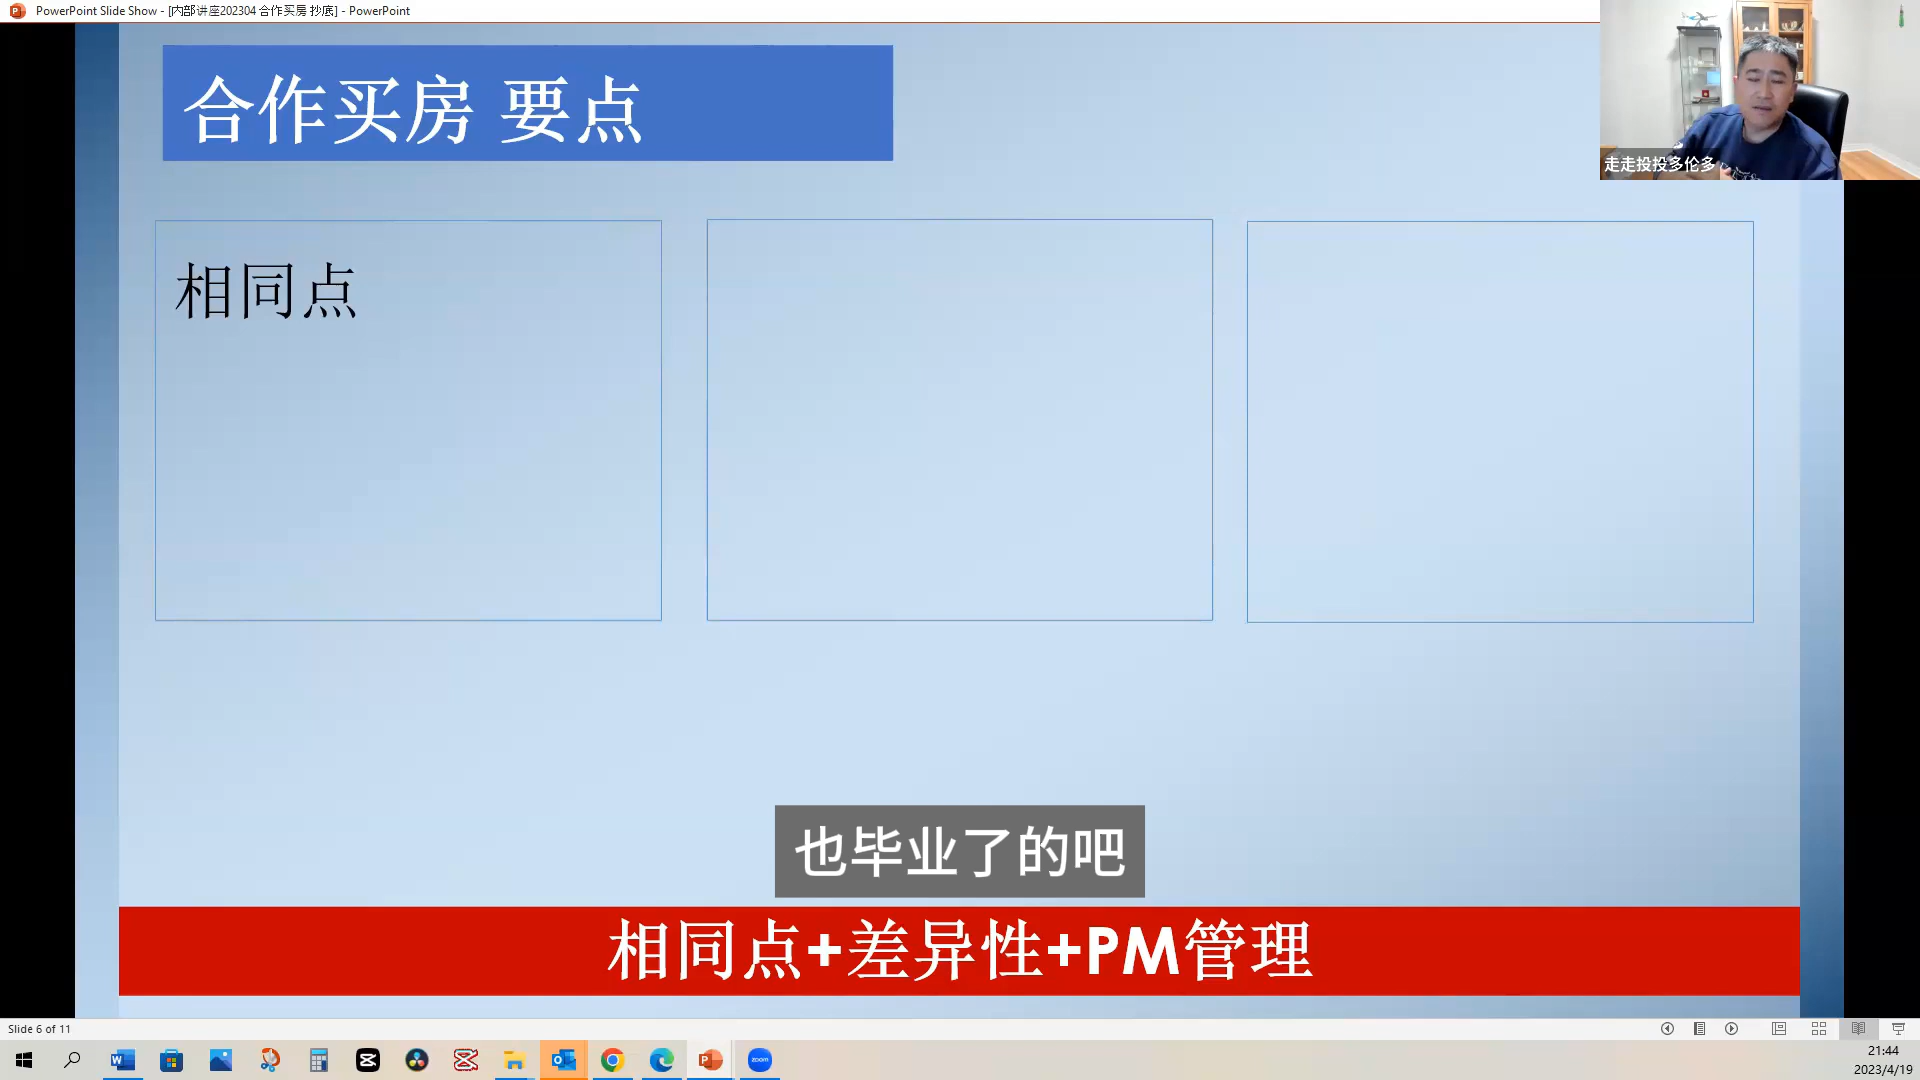 PowerPoint Slide Show - [内部讲座202304 合作买房 抄底] - PowerPoint
合作买房 要点
走走投投多伦多
相同点
也毕业了的吧
相同点+差异性+PM管理
Slide 6 of 11
zoom
21:44
2023/4/19